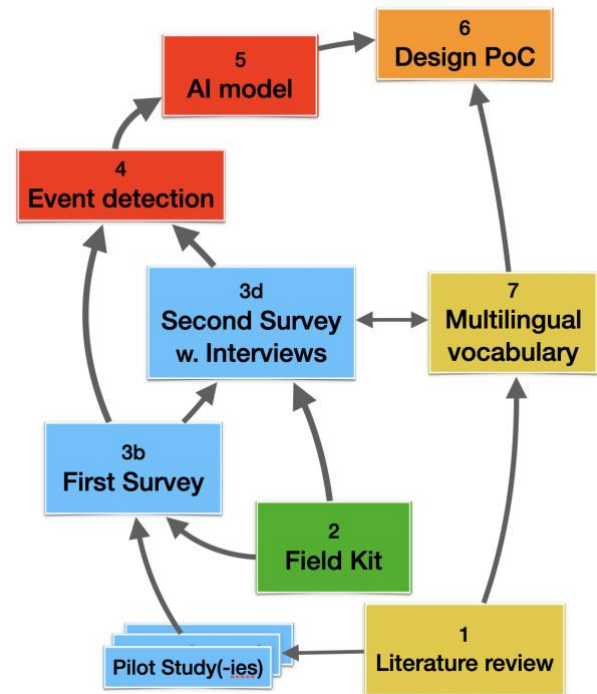 6
Design PoC
5
AI model
4
Event detection
3d
Second Survey
w. Interviews
7
Multilingual
vocabulary
3b
First Survey
2
Field Kit
1
Literature review
Pilot Study(-ies)